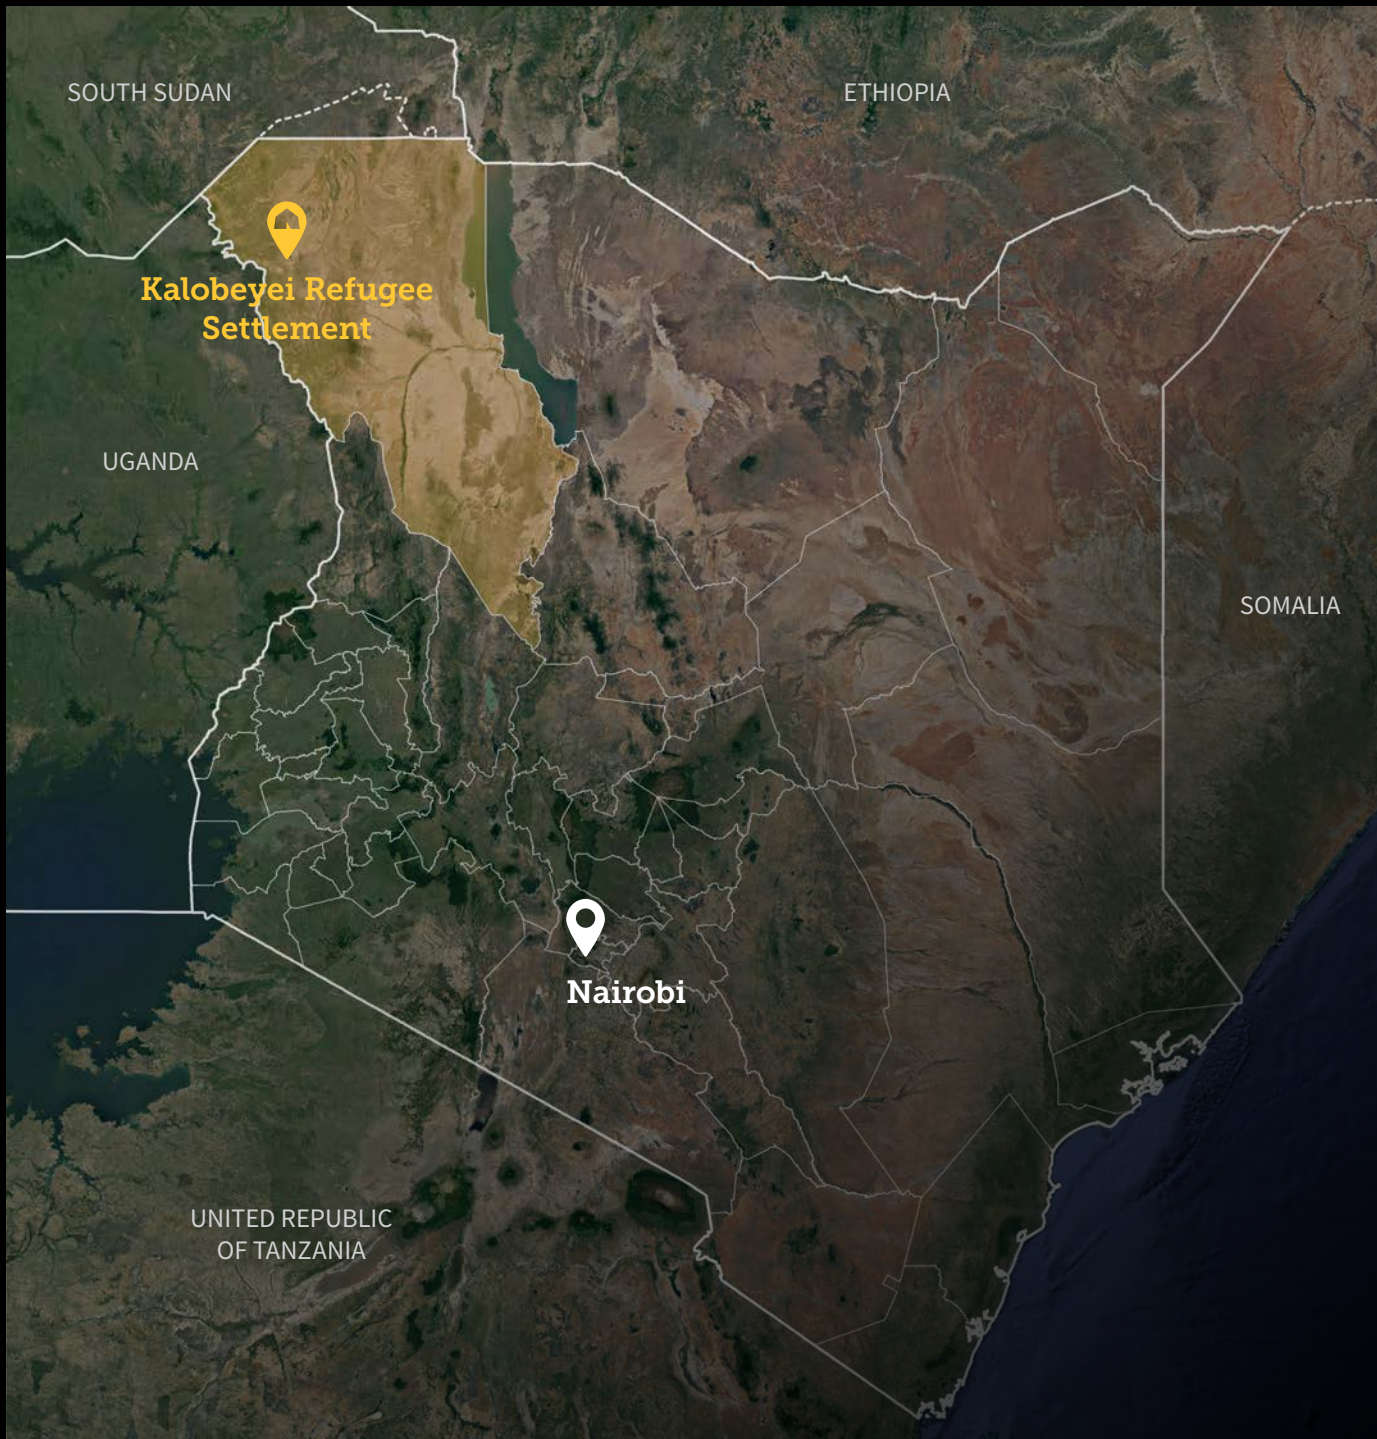 SOUTH SUDAN
ETHIOPIA
Kalobeyei Refugee
Settlement
UGANDA
SOMALIA
Nairobi
UNITED REPUBLIC
OF TANZANIA